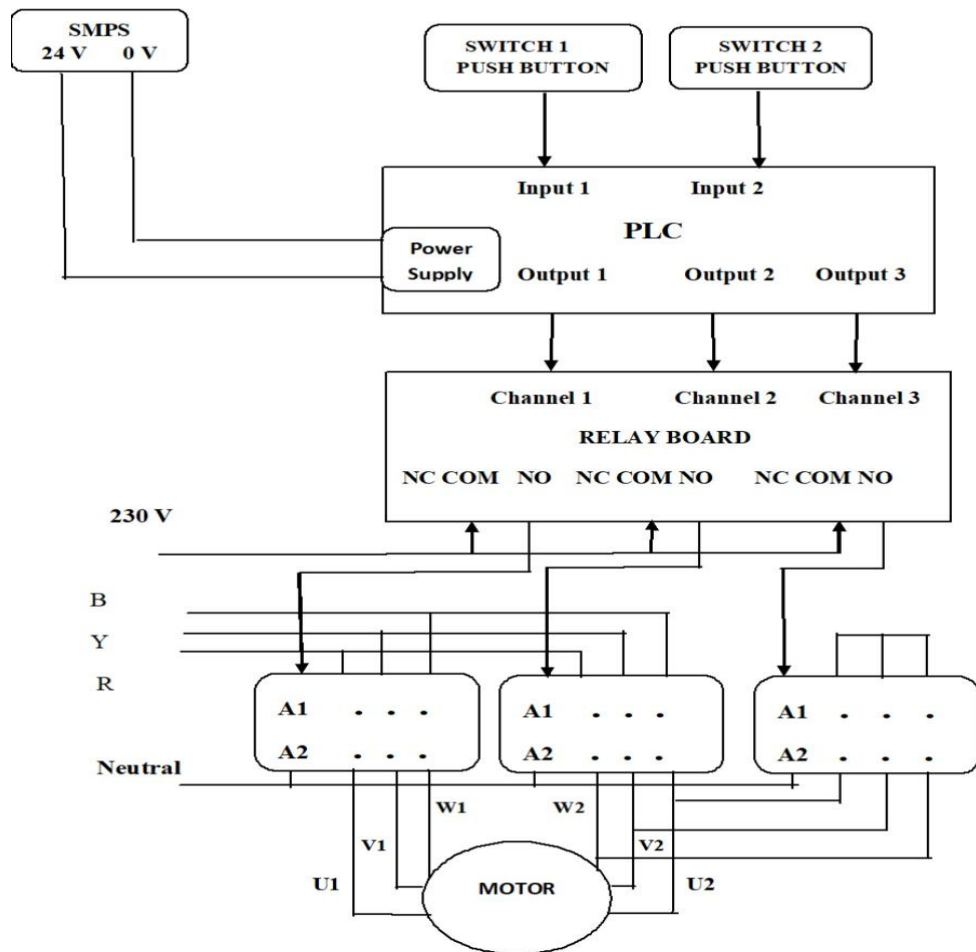 SMPS
24 V 0 V
SWITCH 1
PUSH BUTTON
SWITCH 2
PUSH BUTTON
Input 1 Input 2
PLC
Power
Supply
Output 1 Output 2 Output 3
Channel 1 Channel 2 Channel 3
RELAY BOARD
NC COM NO NC COM NO NC COM NO
230 V
B
Y
R
A1 . . . A1 . . . A1 . . .
A2 . . . A2 . . . A2 . . .
Neutral
W1 W2
V1 V2
U1 MOTOR U2